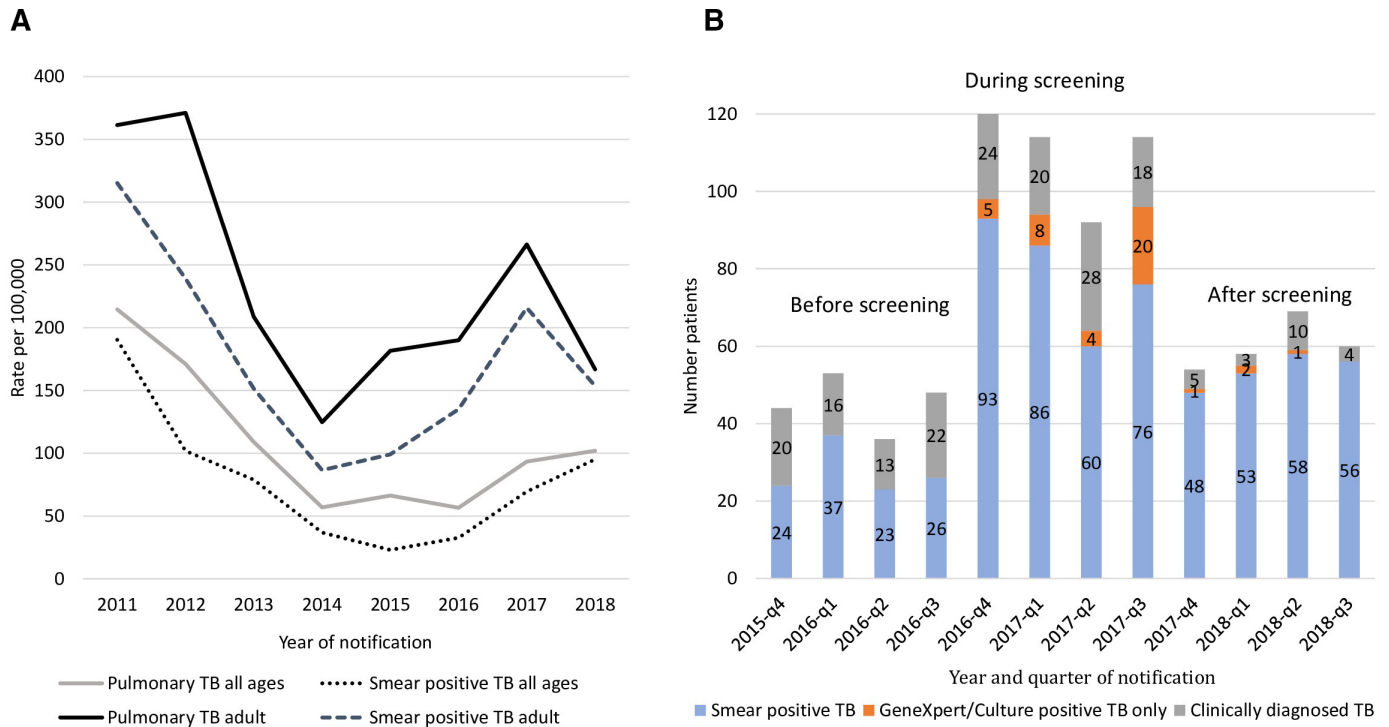 A
400
350
300
250
200
150
100
50
0
Rate per 100,000
2011 2012 2013 2014 2015 2016 2017 2018
Year of notification
Pulmonary TB all ages Smear positive TB all ages
Pulmonary TB adult Smear positive TB adult
B
During screening
Before screening
After screening
120
100
80
60
40
20
0
Number patients
20 16 13 22 24 20 28 18 5 3 10 4
5 8 4 20 1 2 1
24 37 23 26 93 86 60 76 48 53 58 56
2015-q4 2016-q1 2016-q2 2016-q3 2016-q4 2017-q1 2017-q2 2017-q3 2017-q4 2018-q1 2018-q2 2018-q3
Year and quarter of notification
Smear positive TB GeneXpert/Culture positive TB only Clinically diagnosed TB